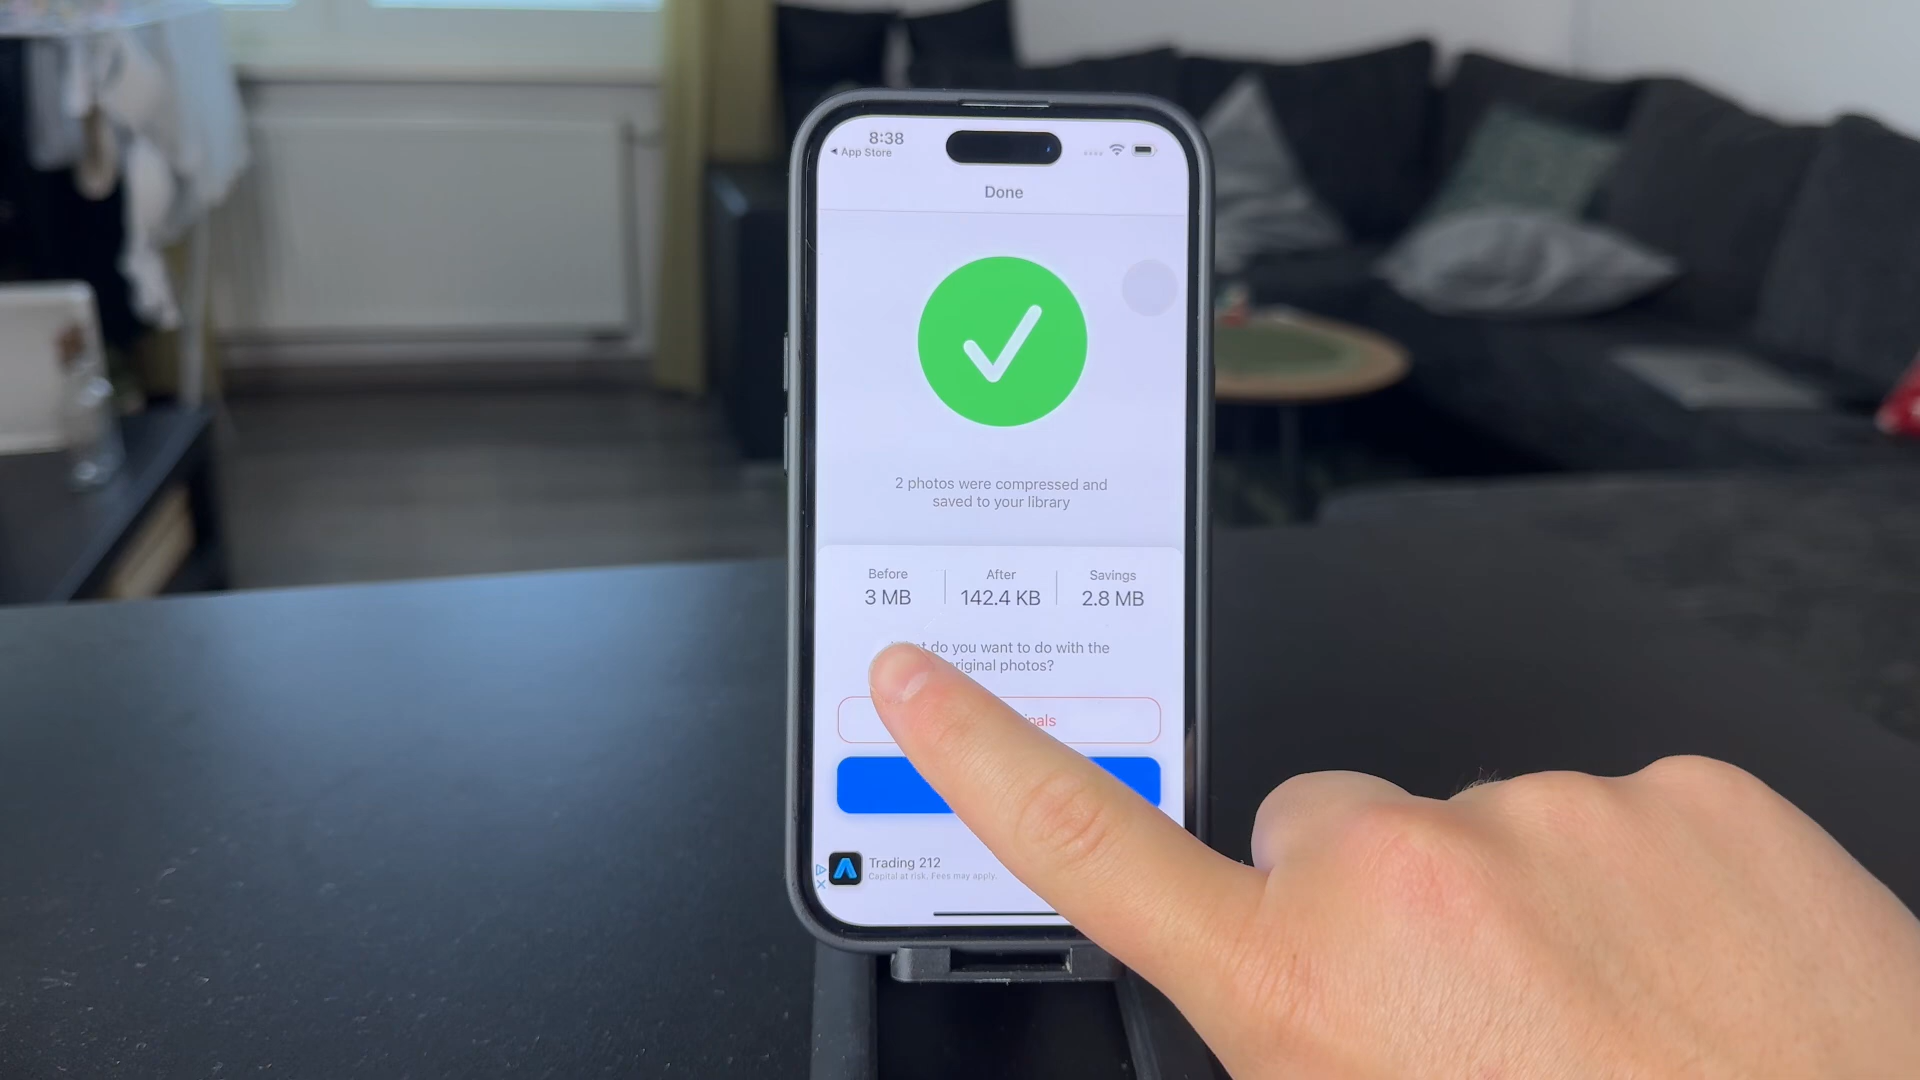 8:38
App Store
Done
2 photos were compressed and
saved to your library
Before
3 MB
After
142.4 KB
Savings
2.8 MB
do you want to do with the
original photos?
Trading 212
Capital at risk. Fees may apply.